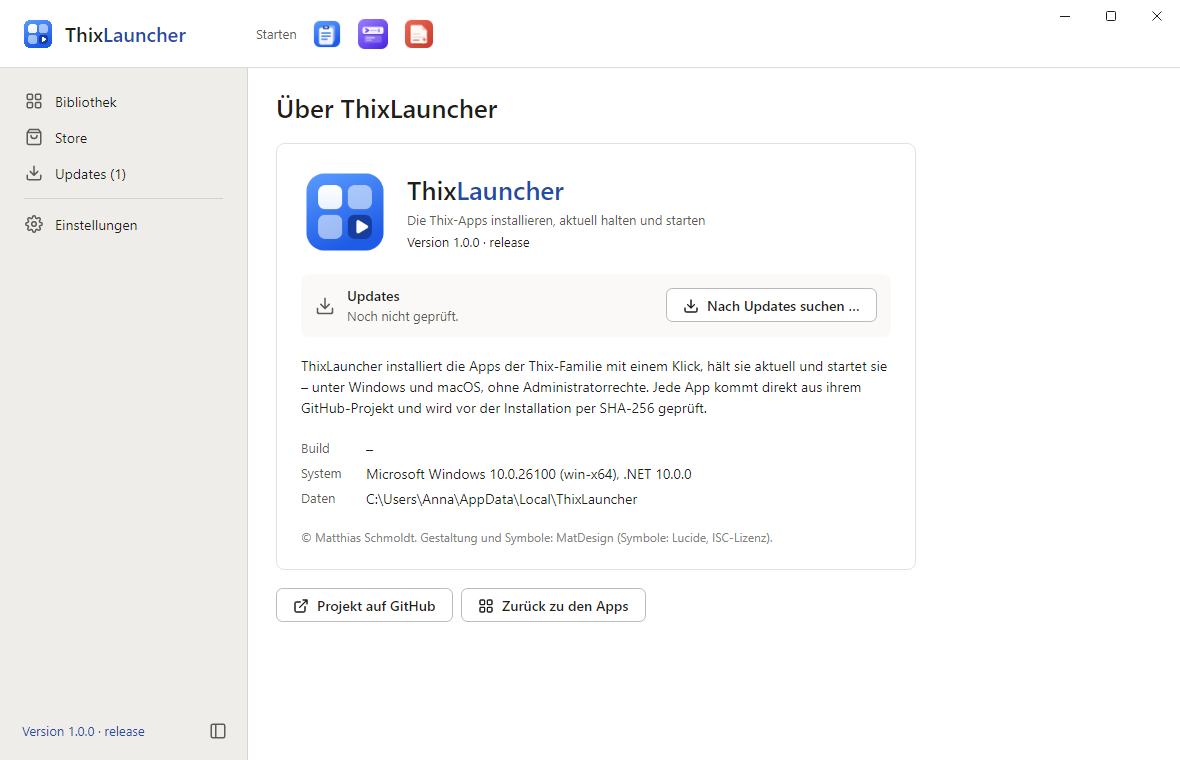 ThixLauncher
Starten
Bibliothek
Store
Updates (1)
Einstellungen
Version 1.0.0 · release
Über ThixLauncher
ThixLauncher
Die Thix-Apps installieren, aktuell halten und starten
Version 1.0.0 · release
Updates
Noch nicht geprüft.
Nach Updates suchen ...
ThixLauncher installiert die Apps der Thix-Familie mit einem Klick, hält sie aktuell und startet sie
– unter Windows und macOS, ohne Administratorrechte. Jede App kommt direkt aus ihrem
GitHub-Projekt und wird vor der Installation per SHA-256 geprüft.
Build –
System Microsoft Windows 10.0.26100 (win-x64), .NET 10.0.0
Daten C:\Users\Anna\AppData\Local\ThixLauncher
© Matthias Schmoldt. Gestaltung und Symbole: MatDesign (Symbole: Lucide, ISC-Lizenz).
Projekt auf GitHub
Zurück zu den Apps